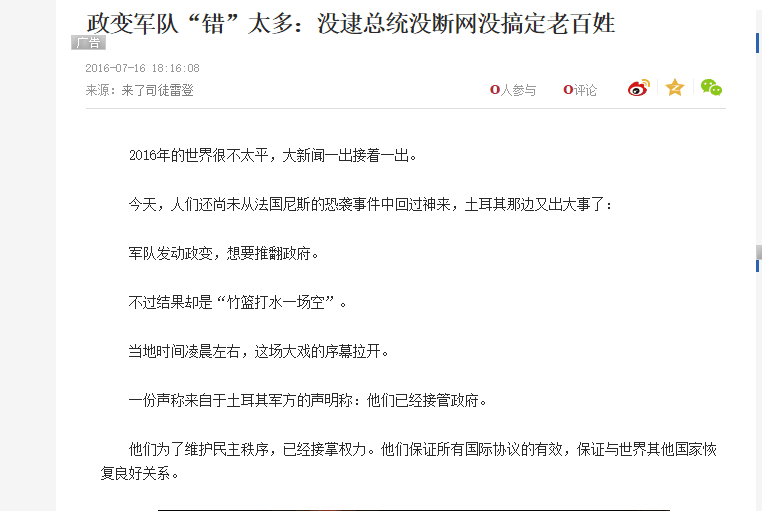 政变军队“错”太多：没逮总统没断网没搞定老百姓
广告
2016-07-16 18:16:08
来源：来了司徒雷登
0人参与 0评论
2016年的世界很不太平，大新闻一出接着一出。
今天，人们还尚未从法国尼斯的恐袭事件中回过神来，土耳其那边又出大事了：
军队发动政变，想要推翻政府。
不过结果却是“竹篮打水一场空”。
当地时间凌晨左右，这场大戏的序幕拉开。
一份声称来自于土耳其军方的声明称：他们已经接管政府。
他们为了维护民主秩序，已经接掌权力。他们保证所有国际协议的有效，保证与世界其他国家恢
复良好关系。